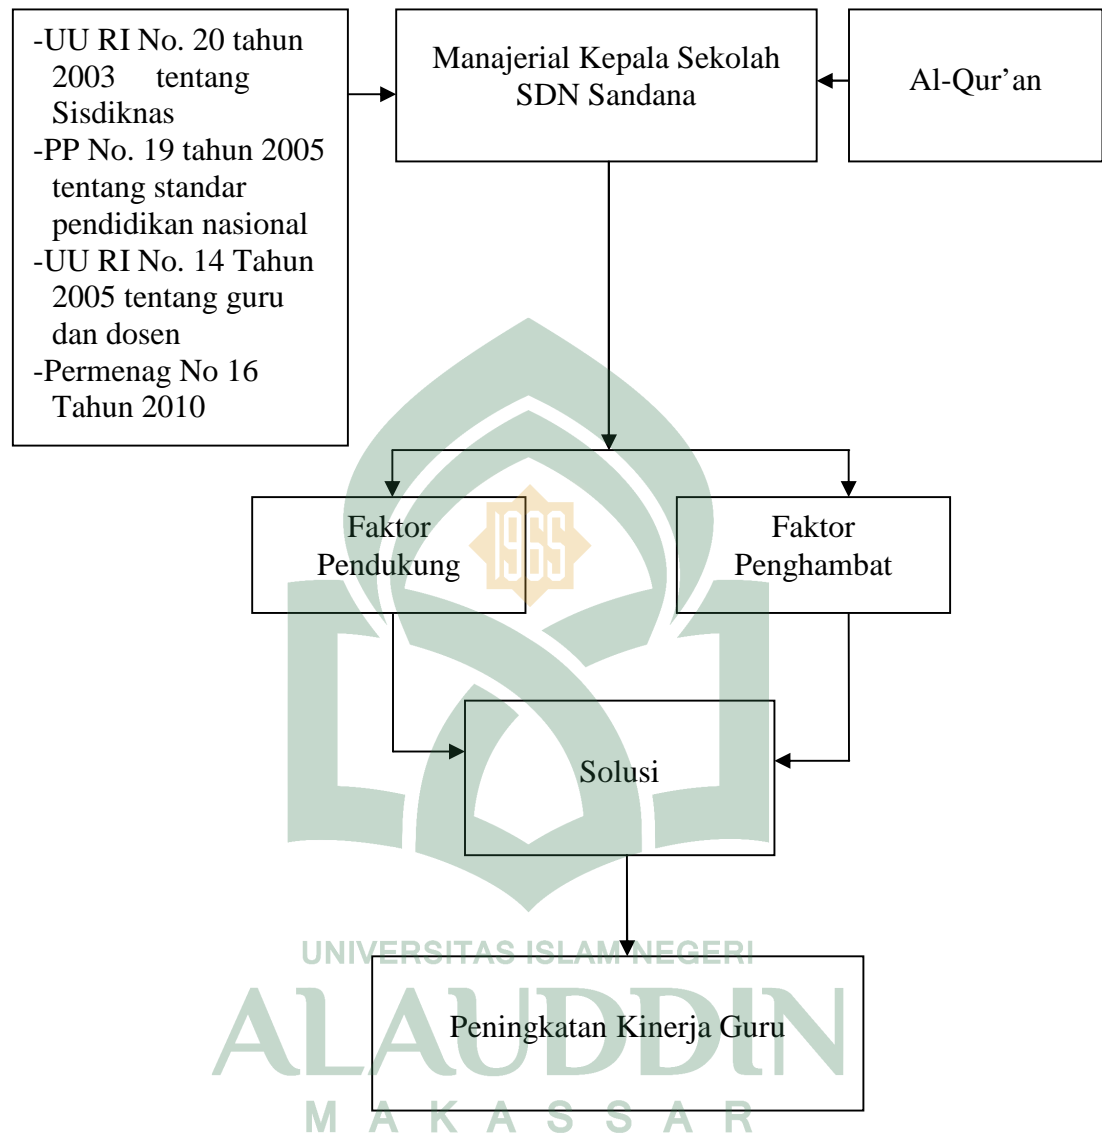 -UU RI No. 20 tahun
2003 tentang
Sisdiknas
-PP No. 19 tahun 2005
tentang standar
pendidikan nasional
-UU RI No. 14 Tahun
2005 tentang guru
dan dosen
-Permenag No 16
Tahun 2010
Manajerial Kepala Sekolah
SDN Sandana
Al-Qur’an
Faktor
Pendukung
1965
Faktor
Penghambat
Solusi
UNIVERSITAS ISLAM NEGERI
Peningkatan Kinerja Guru
ALAUDDIN
MAKASSAR